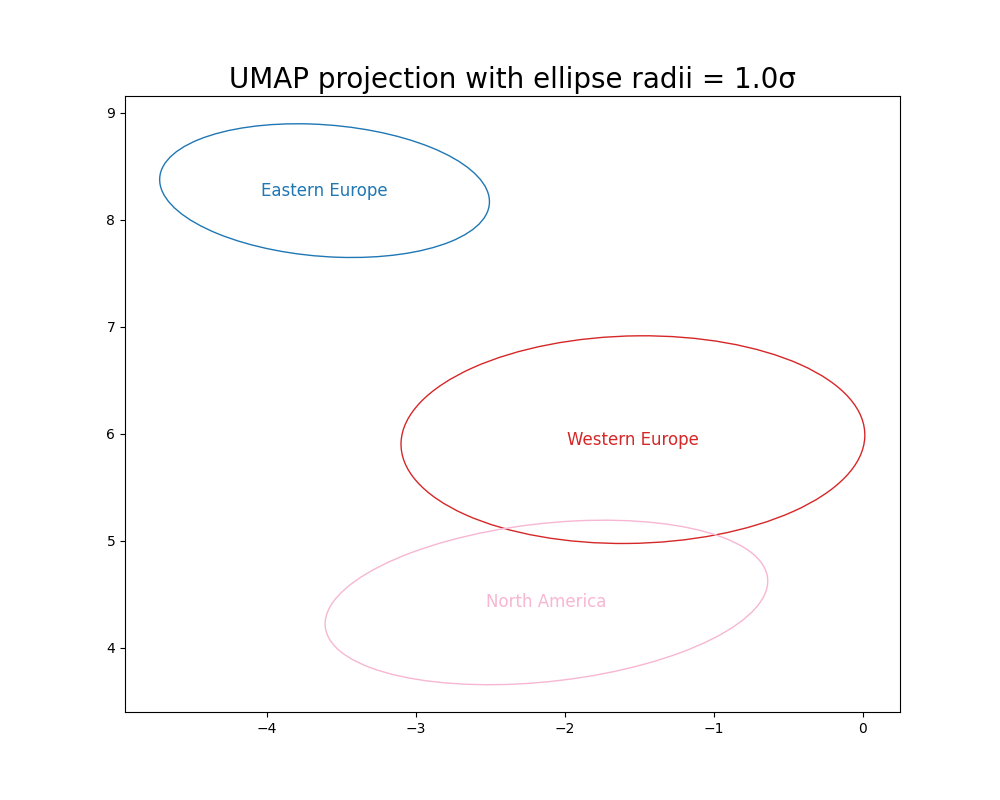 UMAP projection with ellipse radii = 1.0σ
9
Eastern Europe
8
7
6
Western Europe
5
North America
4
−4 −3 −2 −1 0